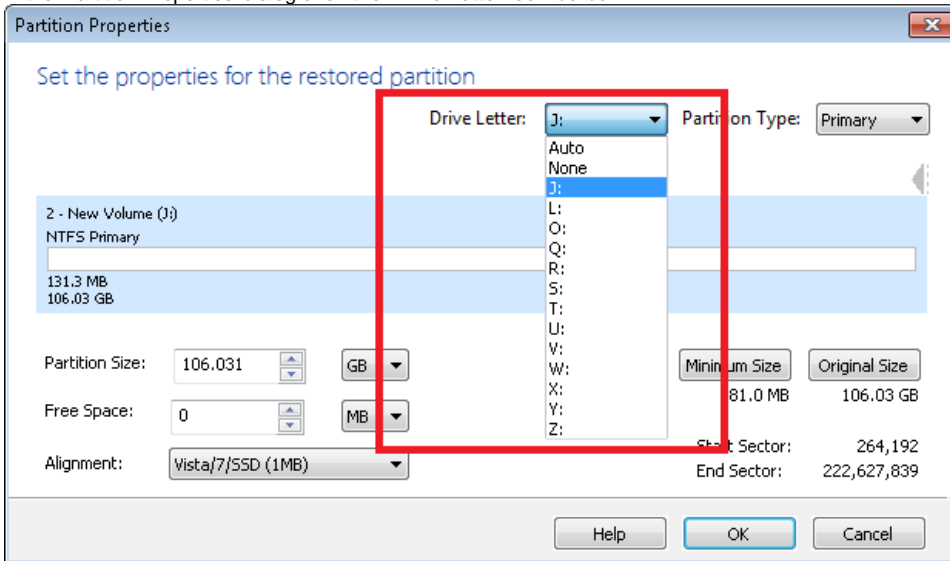 Partition Properties
Set the properties for the restored partition
Drive Letter: J: Partition Type: Primary
Auto
None
J:
L:
O:
Q:
R:
S:
T:
U:
V:
W:
X:
Y:
Z:
2 - New Volume (J:)
NTFS Primary
131.3 MB
106.03 GB
Partition Size: 106.031 GB Minimum Size Original Size
81.0 MB 106.03 GB
Free Space: 0 MB
Start Sector: 264,192
Alignment: Vista/7/SSD (1MB)
End Sector: 222,627,839
Help OK Cancel